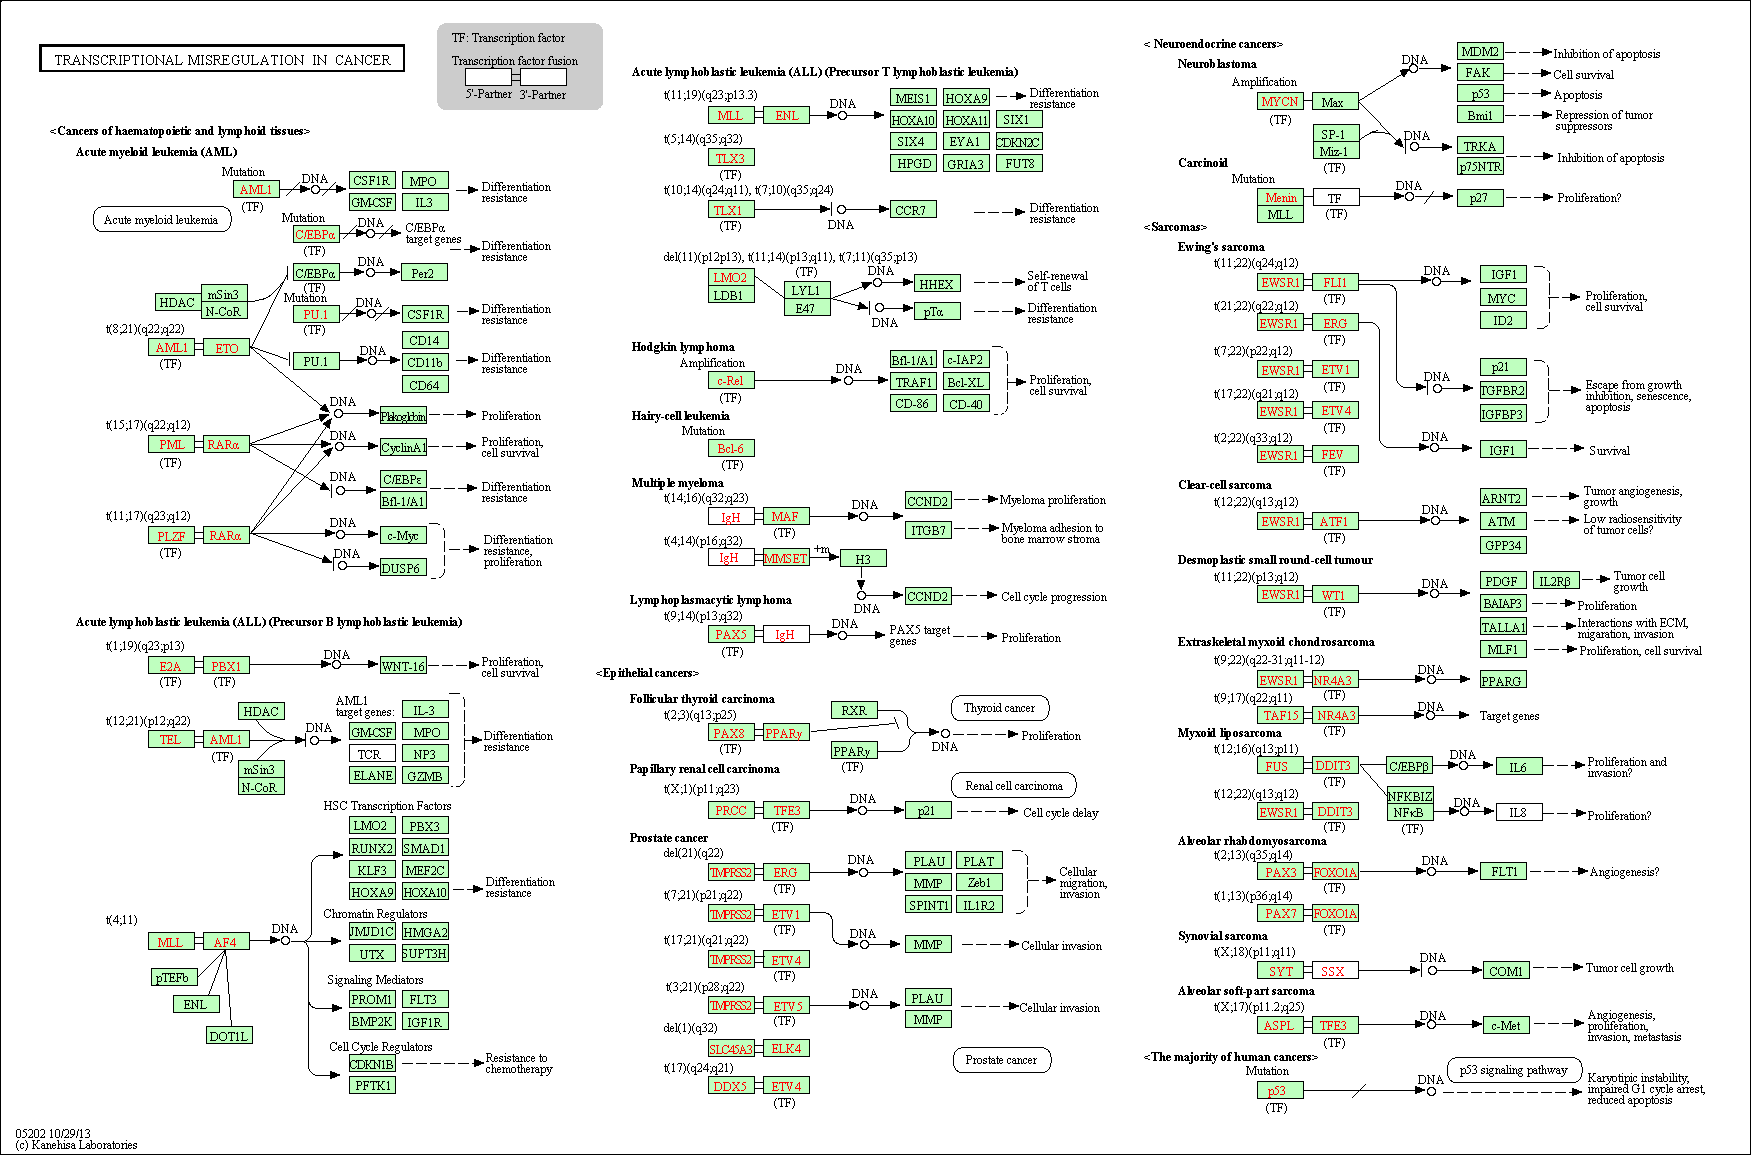 TRANSCRIPTIONAL MISREGULATION IN CANCER
TF: Transcription factor
Transcription factor fusion
5'-Partner 3'-Partner
<Cancers of haematopoietic and lymphoid tissues>
Acute myeloid leukemia (AML)
Mutation
AML1
(TF)
DNA
CSF1R
MPO
GM-CSF
IL3
Differentiation
resistance
Acute myeloid leukemia
Mutation
C/EBPα
(TF)
DNA
C/EBPα
target genes
Differentiation
resistance
HDAC
mSin3
N-CoR
C/EBPα
(TF)
DNA
Per2
Mutation
PU.1
(TF)
DNA
CSF1R
Differentiation
resistance
t(8;21)(q22;q22)
AML1
ETO
(TF)
PU.1
DNA
CD14
CD11b
CD64
Differentiation
resistance
DNA
Plakoglobin
Proliferation
t(15;17)(q22;q12)
PML
RARα
(TF)
DNA
CyclinA1
Proliferation,
cell survival
DNA
C/EBPε
Bfl-1/A1
Differentiation
resistance
t(11;17)(q23;q12)
PLZF
RARα
(TF)
DNA
c-Myc
DNA
DUSP6
Differentiation
resistance,
proliferation
Acute lymphoblastic leukemia (ALL) (Precursor B lymphoblastic leukemia)
t(1;19)(q23;p13)
E2A
PBX1
(TF)
(TF)
DNA
WNT-16
Proliferation,
cell survival
t(12;21)(p12;q22)
TEL
AML1
(TF)
HDAC
mSin3
N-CoR
DNA
AML1
target genes:
IL-3
GM-CSF
MPO
TCR
NP3
ELANE
GZMB
Differentiation
resistance
HSC Transcription Factors
LMO2
PBX3
RUNX2
SMAD1
KLF3
MEF2C
HOXA9
HOXA10
Differentiation
resistance
t(4;11)
MLL
AF4
DNA
pTEFb
ENL
DOT1L
Chromatin Regulators
JMJD1C
HMGA2
UTX
SUPT3H
Signaling Mediators
PROM1
FLT3
BMP2K
IGF1R
Cell Cycle Regulators
CDKN1B
PFTK1
Resistance to
chemotherapy
05202 10/29/13
(c) Kanehisa Laboratories
Acute lymphoblastic leukemia (ALL) (Precursor T lymphoblastic leukemia)
t(11;19)(q23;p13.3)
MLL
ENL
DNA
MEIS1
HOXA9
HOXA10
HOXA11
SIX1
SIX4
EYA1
CDKN2C
HPGD
GRIA3
FUT8
Differentiation
resistance
t(5;14)(q35;q32)
TLX3
(TF)
t(10;14)(q24;q11), t(7;10)(q35;q24)
TLX1
(TF)
DNA
CCR7
Differentiation
resistance
del(11)(p12p13), t(11;14)(p13;q11), t(7;11)(q35;p13)
LMO2
LDB1
(TF)
LYL1
E47
DNA
HHEX
Self-renewal
of T cells
DNA
pTα
Differentiation
resistance
Hodgkin lymphoma
Amplification
c-Rel
(TF)
DNA
Bfl-1/A1
c-IAP2
TRAF1
Bcl-XL
CD-86
CD-40
Proliferation,
cell survival
Hairy-cell leukemia
Mutation
Bcl-6
(TF)
Multiple myeloma
t(14;16)(q32;q23)
IgH
MAF
(TF)
DNA
CCND2
Myeloma proliferation
ITGB7
Myeloma adhesion to
bone marrow stroma
t(4;14)(p16;q32)
IgH
MMSET
+m
H3
DNA
CCND2
Cell cycle progression
Lymphoplasmacytic lymphoma
t(9;14)(p13;q32)
PAX5
IgH
(TF)
DNA
PAX5 target
genes
Proliferation
<Epithelial cancers>
Follicular thyroid carcinoma
t(2;3)(q13;p25)
PAX8
PPARγ
(TF)
(TF)
RXR
PPARγ
(TF)
DNA
Thyroid cancer
Proliferation
Papillary renal cell carcinoma
t(X;1)(p11;q23)
PRCC
TFE3
(TF)
DNA
p21
Renal cell carcinoma
Cell cycle delay
Prostate cancer
del(21)(q22)
TMPRSS2
ERG
(TF)
DNA
PLAU
PLAT
MMP
Zeb1
SPINT1
IL1R2
Cellular
migration,
invasion
t(7;21)(p21;q22)
TMPRSS2
ETV1
(TF)
DNA
MMP
Cellular invasion
t(17;21)(q21;q22)
TMPRSS2
ETV4
(TF)
t(3;21)(p28;q22)
TMPRSS2
ETV5
(TF)
DNA
PLAU
MMP
Cellular invasion
del(1)(q32)
SLC45A3
ELK4
Prostate cancer
t(17)(q24;q21)
DDX5
ETV4
(TF)
<Neuroendocrine cancers>
Neuroblastoma
Amplification
MYCN
Max
(TF)
DNA
MDM2
Inhibition of apoptosis
FAK
Cell survival
p53
Apoptosis
Bmi1
Repression of tumor
suppressors
SP-1
Miz-1
DNA
TRKA
p75NTR
Inhibition of apoptosis
Carcinoid
Mutation
Menin
MLL
TF
(TF)
DNA
p27
Proliferation?
<Sarcomas>
Ewing's sarcoma
t(11;22)(q24;q12)
EWSR1
FLI1
(TF)
DNA
IGF1
MYC
ID2
Proliferation,
cell survival
t(21;22)(q22;q12)
EWSR1
ERG
(TF)
t(7;22)(p22;q12)
EWSR1
ETV1
(TF)
DNA
p21
TGFBR2
IGFBP3
Escape from growth
inhibition, senescence,
apoptosis
t(17;22)(q21;q12)
EWSR1
ETV4
(TF)
t(2;22)(q33;q12)
EWSR1
FEV
(TF)
DNA
IGF1
Survival
Clear-cell sarcoma
t(12;22)(q13;q12)
EWSR1
ATF1
(TF)
DNA
ARNT2
Tumor angiogenesis,
growth
ATM
Low radiosensitivity
of tumor cells?
GPP34
Desmoplastic small round-cell tumour
t(11;22)(p13;q12)
EWSR1
WT1
(TF)
DNA
PDGF
IL2Rβ
Tumor cell
growth
BAIAP3
Proliferation
TALLA1
Interactions with ECM,
migaration, invasion
MLF1
Proliferation, cell survival
Extraskeletal myxoid chondrosarcoma
t(9;22)(q22-31;q11-12)
EWSR1
NR4A3
(TF)
DNA
PPARG
t(9;17)(q22;q11)
TAF15
NR4A3
(TF)
DNA
Target genes
Myxoid liposarcoma
t(12;16)(q13;p11)
FUS
DDIT3
(TF)
C/EBPβ
DNA
IL6
Proliferation and
invasion?
t(12;22)(q13;q12)
EWSR1
DDIT3
(TF)
NFKBIZ
NFκB
(TF)
DNA
IL8
Proliferation?
Alveolar rhabdomyosarcoma
t(2;13)(q35;q14)
PAX3
FOXO1A
(TF)
DNA
FLT1
Angiogenesis?
t(1;13)(p36;q14)
PAX7
FOXO1A
(TF)
Synovial sarcoma
t(X;18)(p11;q11)
SYT
SSX
DNA
COM1
Tumor cell growth
Alveolar soft-part sarcoma
t(X;17)(p11.2;q25)
ASPL
TFE3
(TF)
DNA
c-Met
Angiogenesis,
proliferation,
invasion, metastasis
<The majority of human cancers>
Mutation
p53
(TF)
DNA
p53 signaling pathway
Karyotipic instability,
impaired G1 cycle arrest,
reduced apoptosis